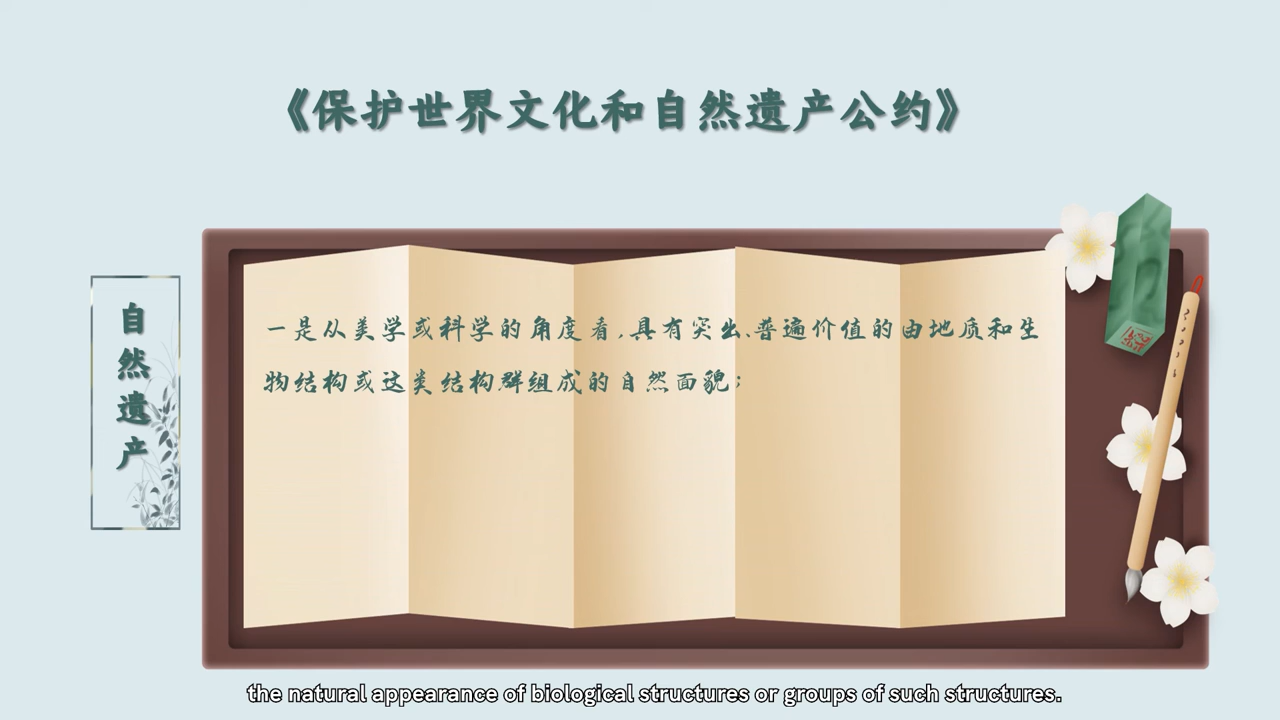 《保护世界文化和自然遗产公约》
自然遗产
一是从美学或科学的角度看,具有突出、普遍价值的由地质和生
物结构或这类结构群组成的自然面貌;
the natural appearance of biological structures or groups of such structures.